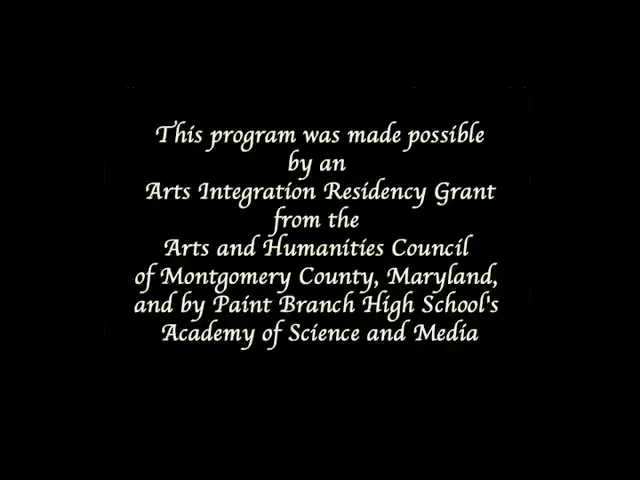 This program was made possible
by an
Arts Integration Residency Grant
from the
Arts and Humanities Council
of Montgomery County, Maryland,
and by Paint Branch High School's
Academy of Science and Media